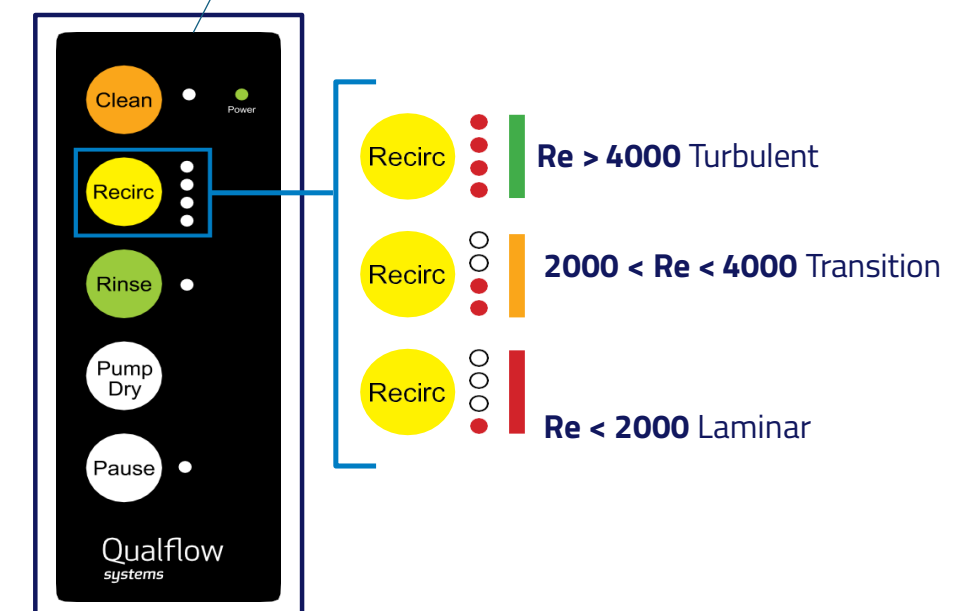 Clean
Power
Recirc
Rinse
Pump
Dry
Pause
Qualflow
systems
Recirc
Re > 4000 Turbulent
Recirc
2000 < Re < 4000 Transition
Recirc
Re < 2000 Laminar